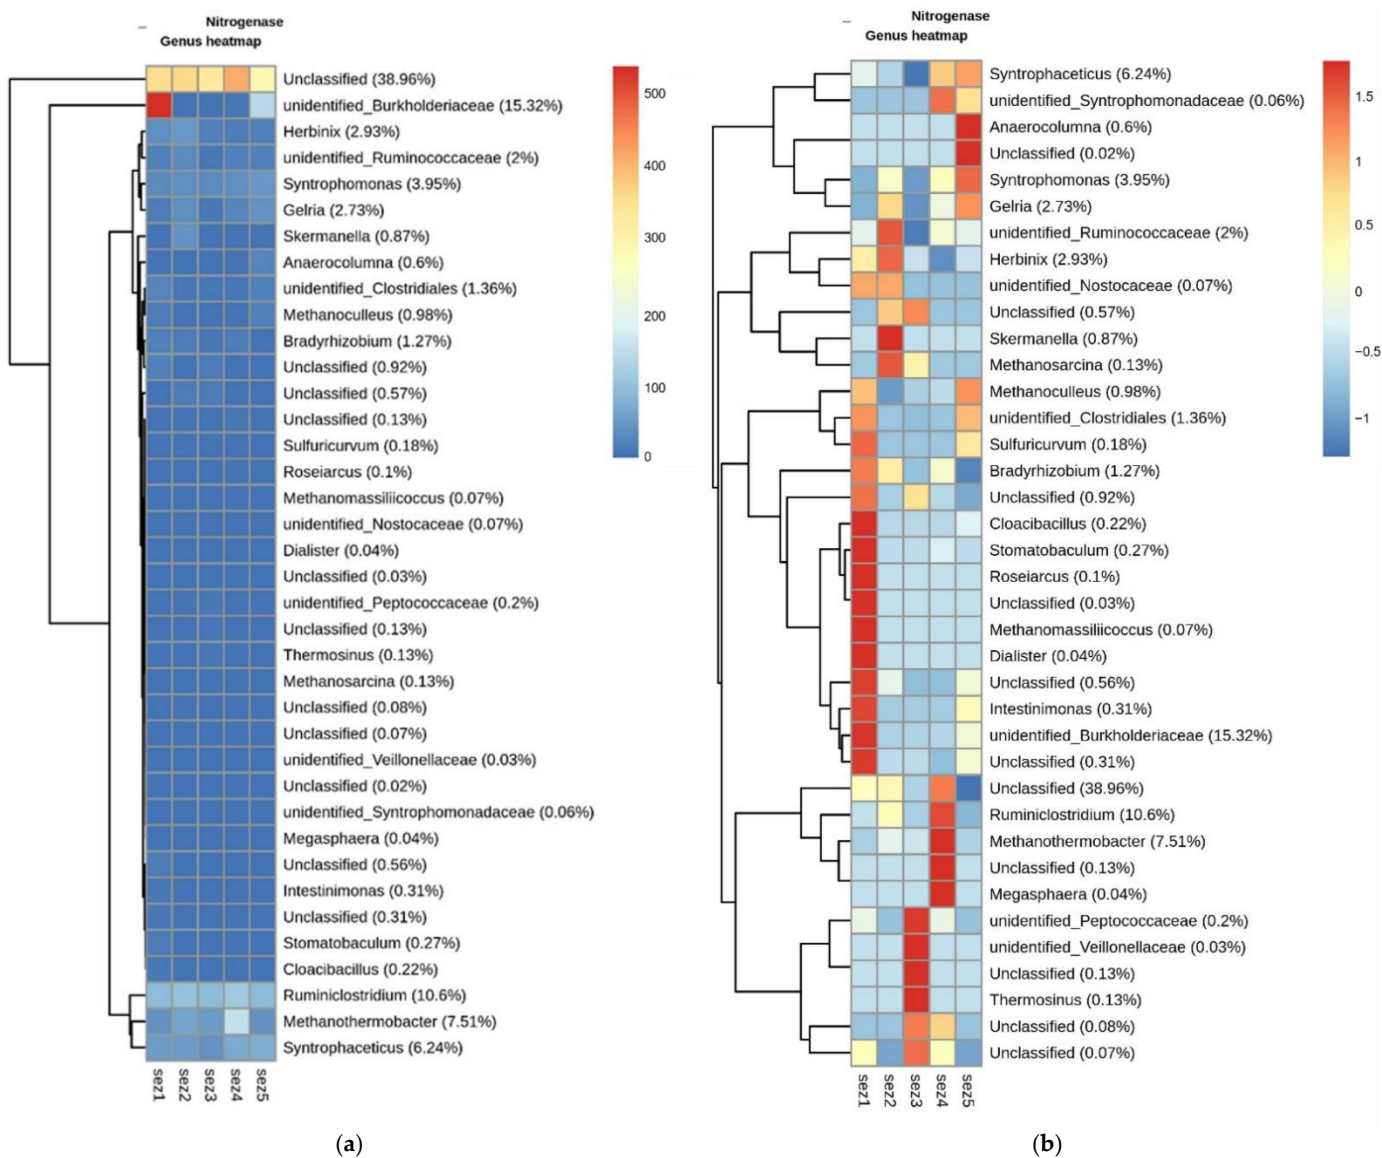 Nitrogenase
Genus heatmap
Unclassified (38.96%)
unidentified_Burkholderiaceae (15.32%)
Herbinix (2.93%)
unidentified_Ruminococcaceae (2%)
Syntrophomonas (3.95%)
Gelria (2.73%)
Skermanella (0.87%)
Anaerocolumna (0.6%)
unidentified_Clostridiales (1.36%)
Methanoculleus (0.98%)
Bradyrhizobium (1.27%)
Unclassified (0.92%)
Unclassified (0.57%)
Unclassified (0.13%)
Sulfuricurvum (0.18%)
Roseiarcus (0.1%)
Methanomassiliicoccus (0.07%)
unidentified_Nostocaceae (0.07%)
Dialister (0.04%)
Unclassified (0.03%)
unidentified_Peptococcaceae (0.2%)
Unclassified (0.13%)
Thermosinus (0.13%)
Methanosarcina (0.13%)
Unclassified (0.08%)
Unclassified (0.07%)
unidentified_Veillonellaceae (0.03%)
Unclassified (0.02%)
unidentified_Syntrophomonadaceae (0.06%)
Megasphaera (0.04%)
Unclassified (0.56%)
Intestinimonas (0.31%)
Unclassified (0.31%)
Stomatobaculum (0.27%)
Cloacibacillus (0.22%)
Ruminiclostridium (10.6%)
Methanothermobacter (7.51%)
Syntrophaceticus (6.24%)
500
400
300
200
100
0
sez1
sez2
sez3
sez4
sez5
(a)
Nitrogenase
Genus heatmap
Syntrophaceticus (6.24%)
unidentified_Syntrophomonadaceae (0.06%)
Anaerocolumna (0.6%)
Unclassified (0.02%)
Syntrophomonas (3.95%)
Gelria (2.73%)
unidentified_Ruminococcaceae (2%)
Herbinix (2.93%)
unidentified_Nostocaceae (0.07%)
Unclassified (0.57%)
Skermanella (0.87%)
Methanosarcina (0.13%)
Methanoculleus (0.98%)
unidentified_Clostridiales (1.36%)
Sulfuricurvum (0.18%)
Bradyrhizobium (1.27%)
Unclassified (0.92%)
Cloacibacillus (0.22%)
Stomatobaculum (0.27%)
Roseiarcus (0.1%)
Unclassified (0.03%)
Methanomassiliicoccus (0.07%)
Dialister (0.04%)
Unclassified (0.56%)
Intestinimonas (0.31%)
unidentified_Burkholderiaceae (15.32%)
Unclassified (0.31%)
Unclassified (38.96%)
Ruminiclostridium (10.6%)
Methanothermobacter (7.51%)
Unclassified (0.13%)
Megasphaera (0.04%)
unidentified_Peptococcaceae (0.2%)
unidentified_Veillonellaceae (0.03%)
Unclassified (0.13%)
Thermosinus (0.13%)
Unclassified (0.08%)
Unclassified (0.07%)
1.5
1
0.5
0
−0.5
−1
sez1
sez2
sez3
sez4
sez5
(b)